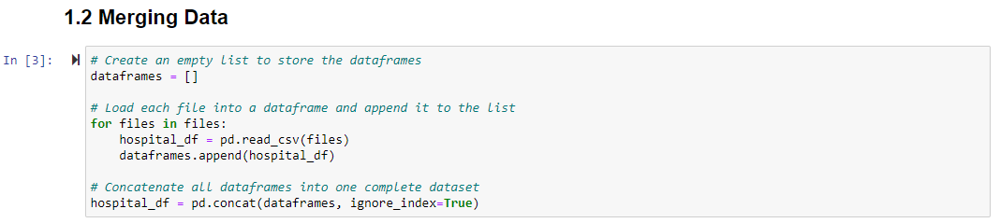 1.2 Merging Data
In [3]:
# Create an empty list to store the dataframes
dataframes = []
# Load each file into a dataframe and append it to the list
for files in files:
    hospital_df = pd.read_csv(files)
    dataframes.append(hospital_df)
# Concatenate all dataframes into one complete dataset
hospital_df = pd.concat(dataframes, ignore_index=True)